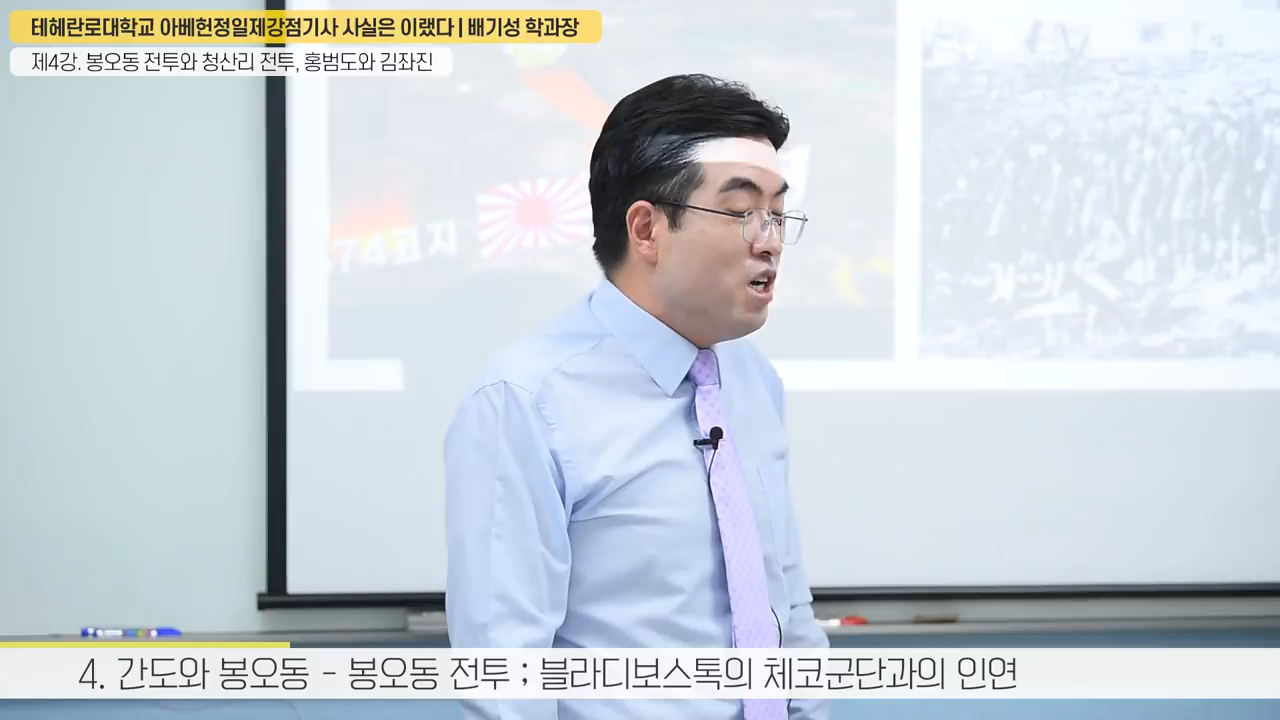 테헤란로대학교 아베헌정일제강점기사 사실은 이랬다 | 배기성 학과장
제4강. 봉오동 전투와 청산리 전투, 홍범도와 김좌진
74고지
4. 간도와 봉오동 - 봉오동 전투 ; 블라디보스톡의 체코군단과의 인연